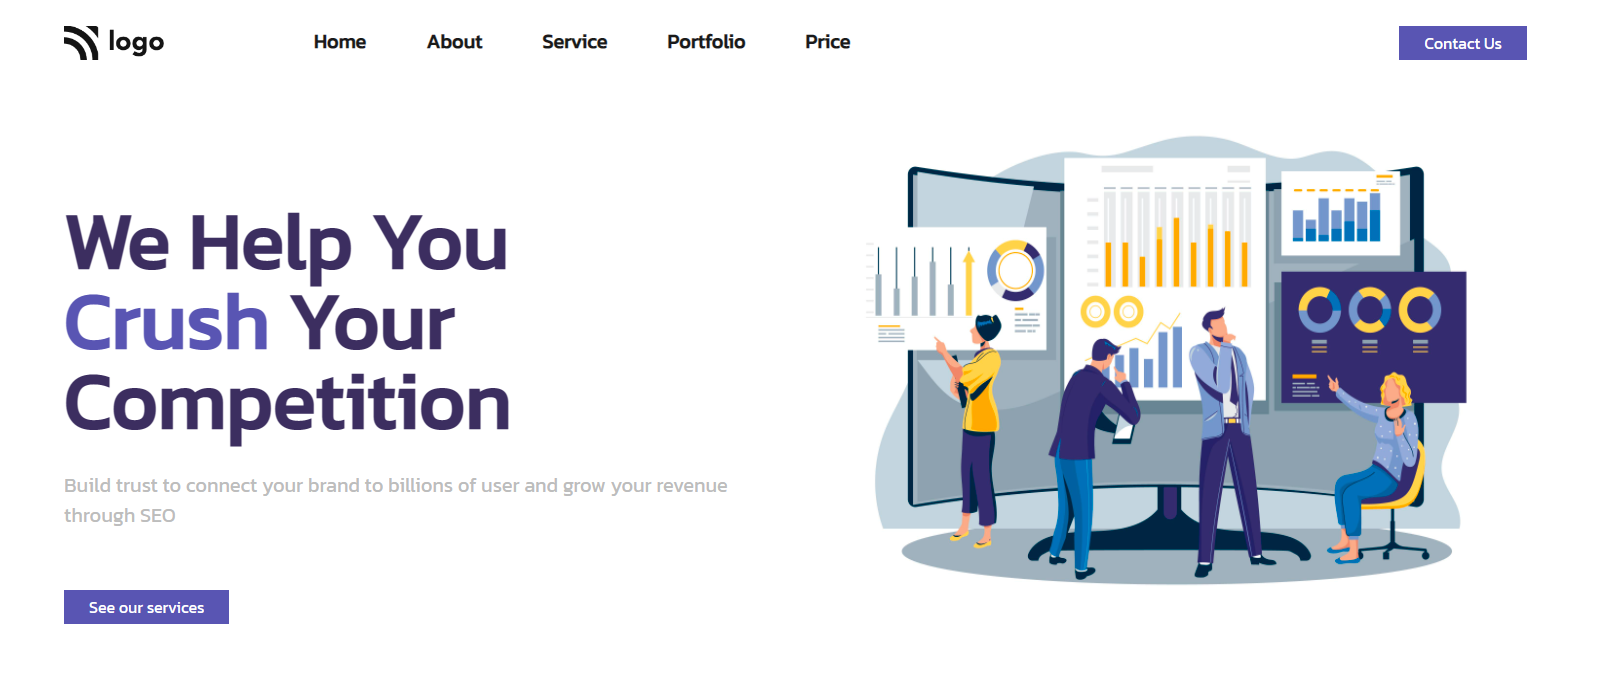 logo
Home About Service Portfolio Price
Contact Us
We Help You
Crush Your
Competition
Build trust to connect your brand to billions of user and grow your revenue
through SEO
See our services